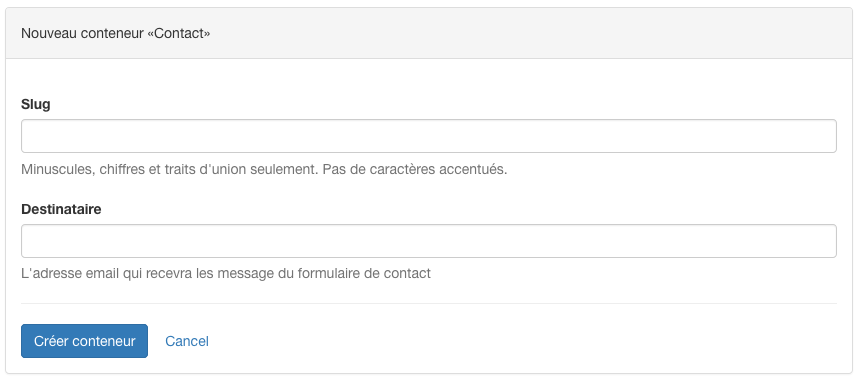 Nouveau conteneur «Contact»
Slug
Minuscules, chiffres et traits d'union seulement. Pas de caractères accentués.
Destinataire
L'adresse email qui recevra les message du formulaire de contact
Créer conteneur Cancel